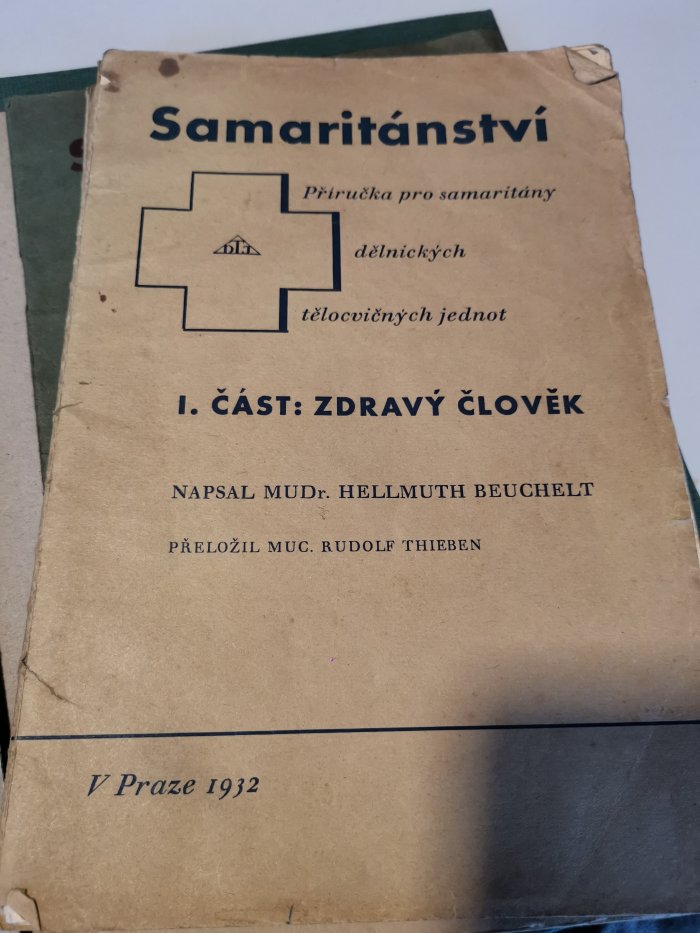 Samaritánství
Příručka pro samaritány
DTJ
dělnických
tělocvičných jednot
I. ČÁST: ZDRAVÝ ČLOVĚK
NAPSAL MUDr. HELLMUTH BEUCHELT
PŘELOŽIL MUC. RUDOLF THIEBEN
V Praze 1932